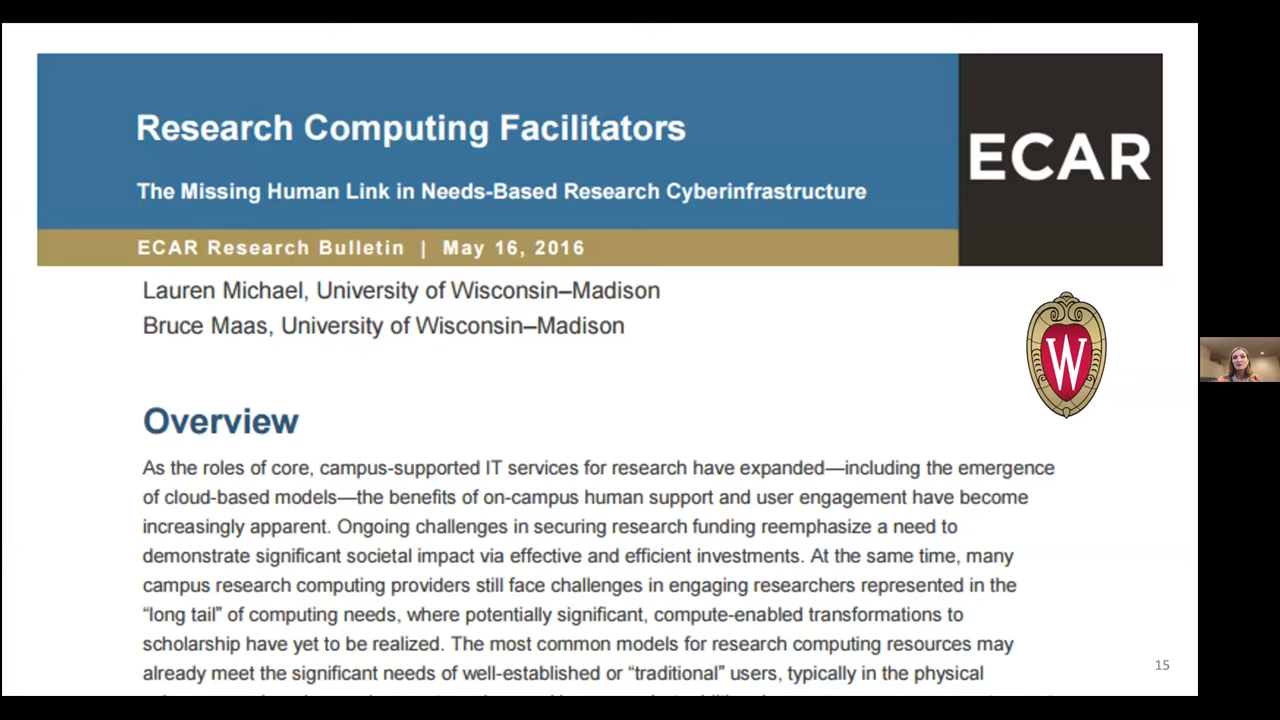 Research Computing Facilitators
ECAR
The Missing Human Link in Needs-Based Research Cyberinfrastructure
ECAR Research Bulletin | May 16, 2016
Lauren Michael, University of Wisconsin–Madison
Bruce Maas, University of Wisconsin–Madison
W
Overview
As the roles of core, campus-supported IT services for research have expanded—including the emergence
of cloud-based models—the benefits of on-campus human support and user engagement have become
increasingly apparent. Ongoing challenges in securing research funding reemphasize a need to
demonstrate significant societal impact via effective and efficient investments. At the same time, many
campus research computing providers still face challenges in engaging researchers represented in the
“long tail” of computing needs, where potentially significant, compute-enabled transformations to
scholarship have yet to be realized. The most common models for research computing resources may
already meet the significant needs of well-established or “traditional” users, typically in the physical
15